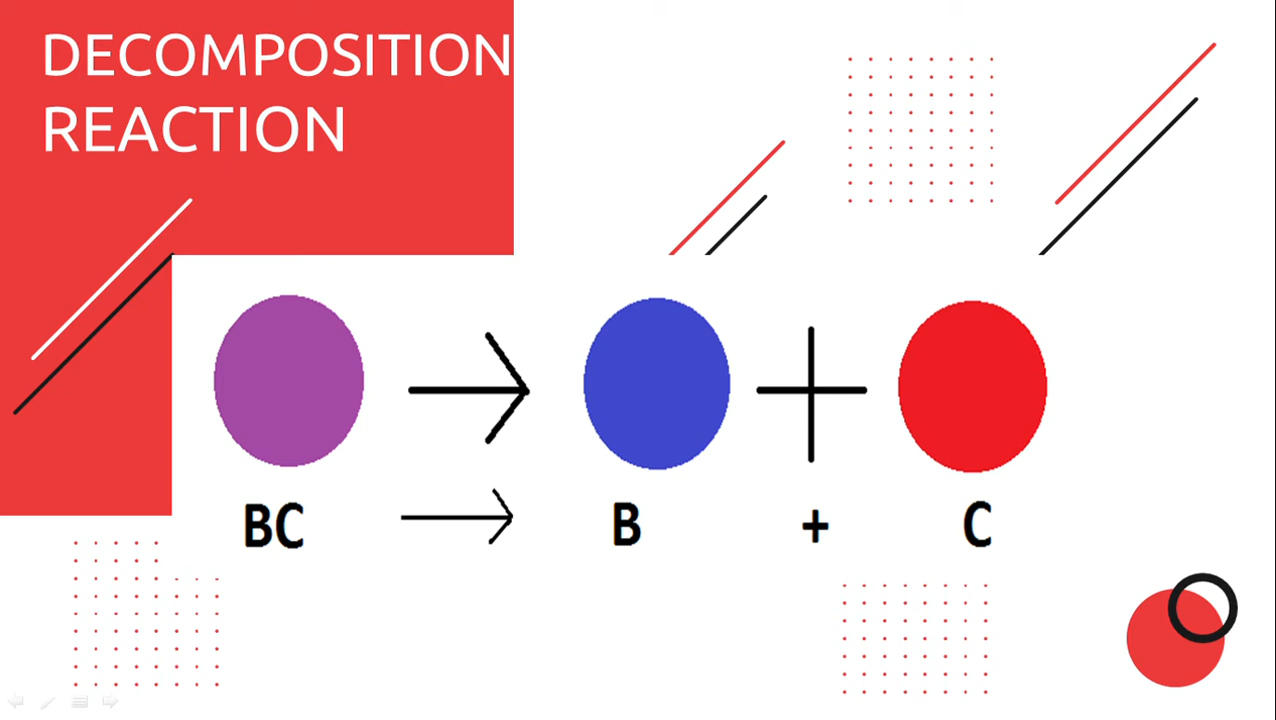 DECOMPOSITION
REACTION
BC → B + C